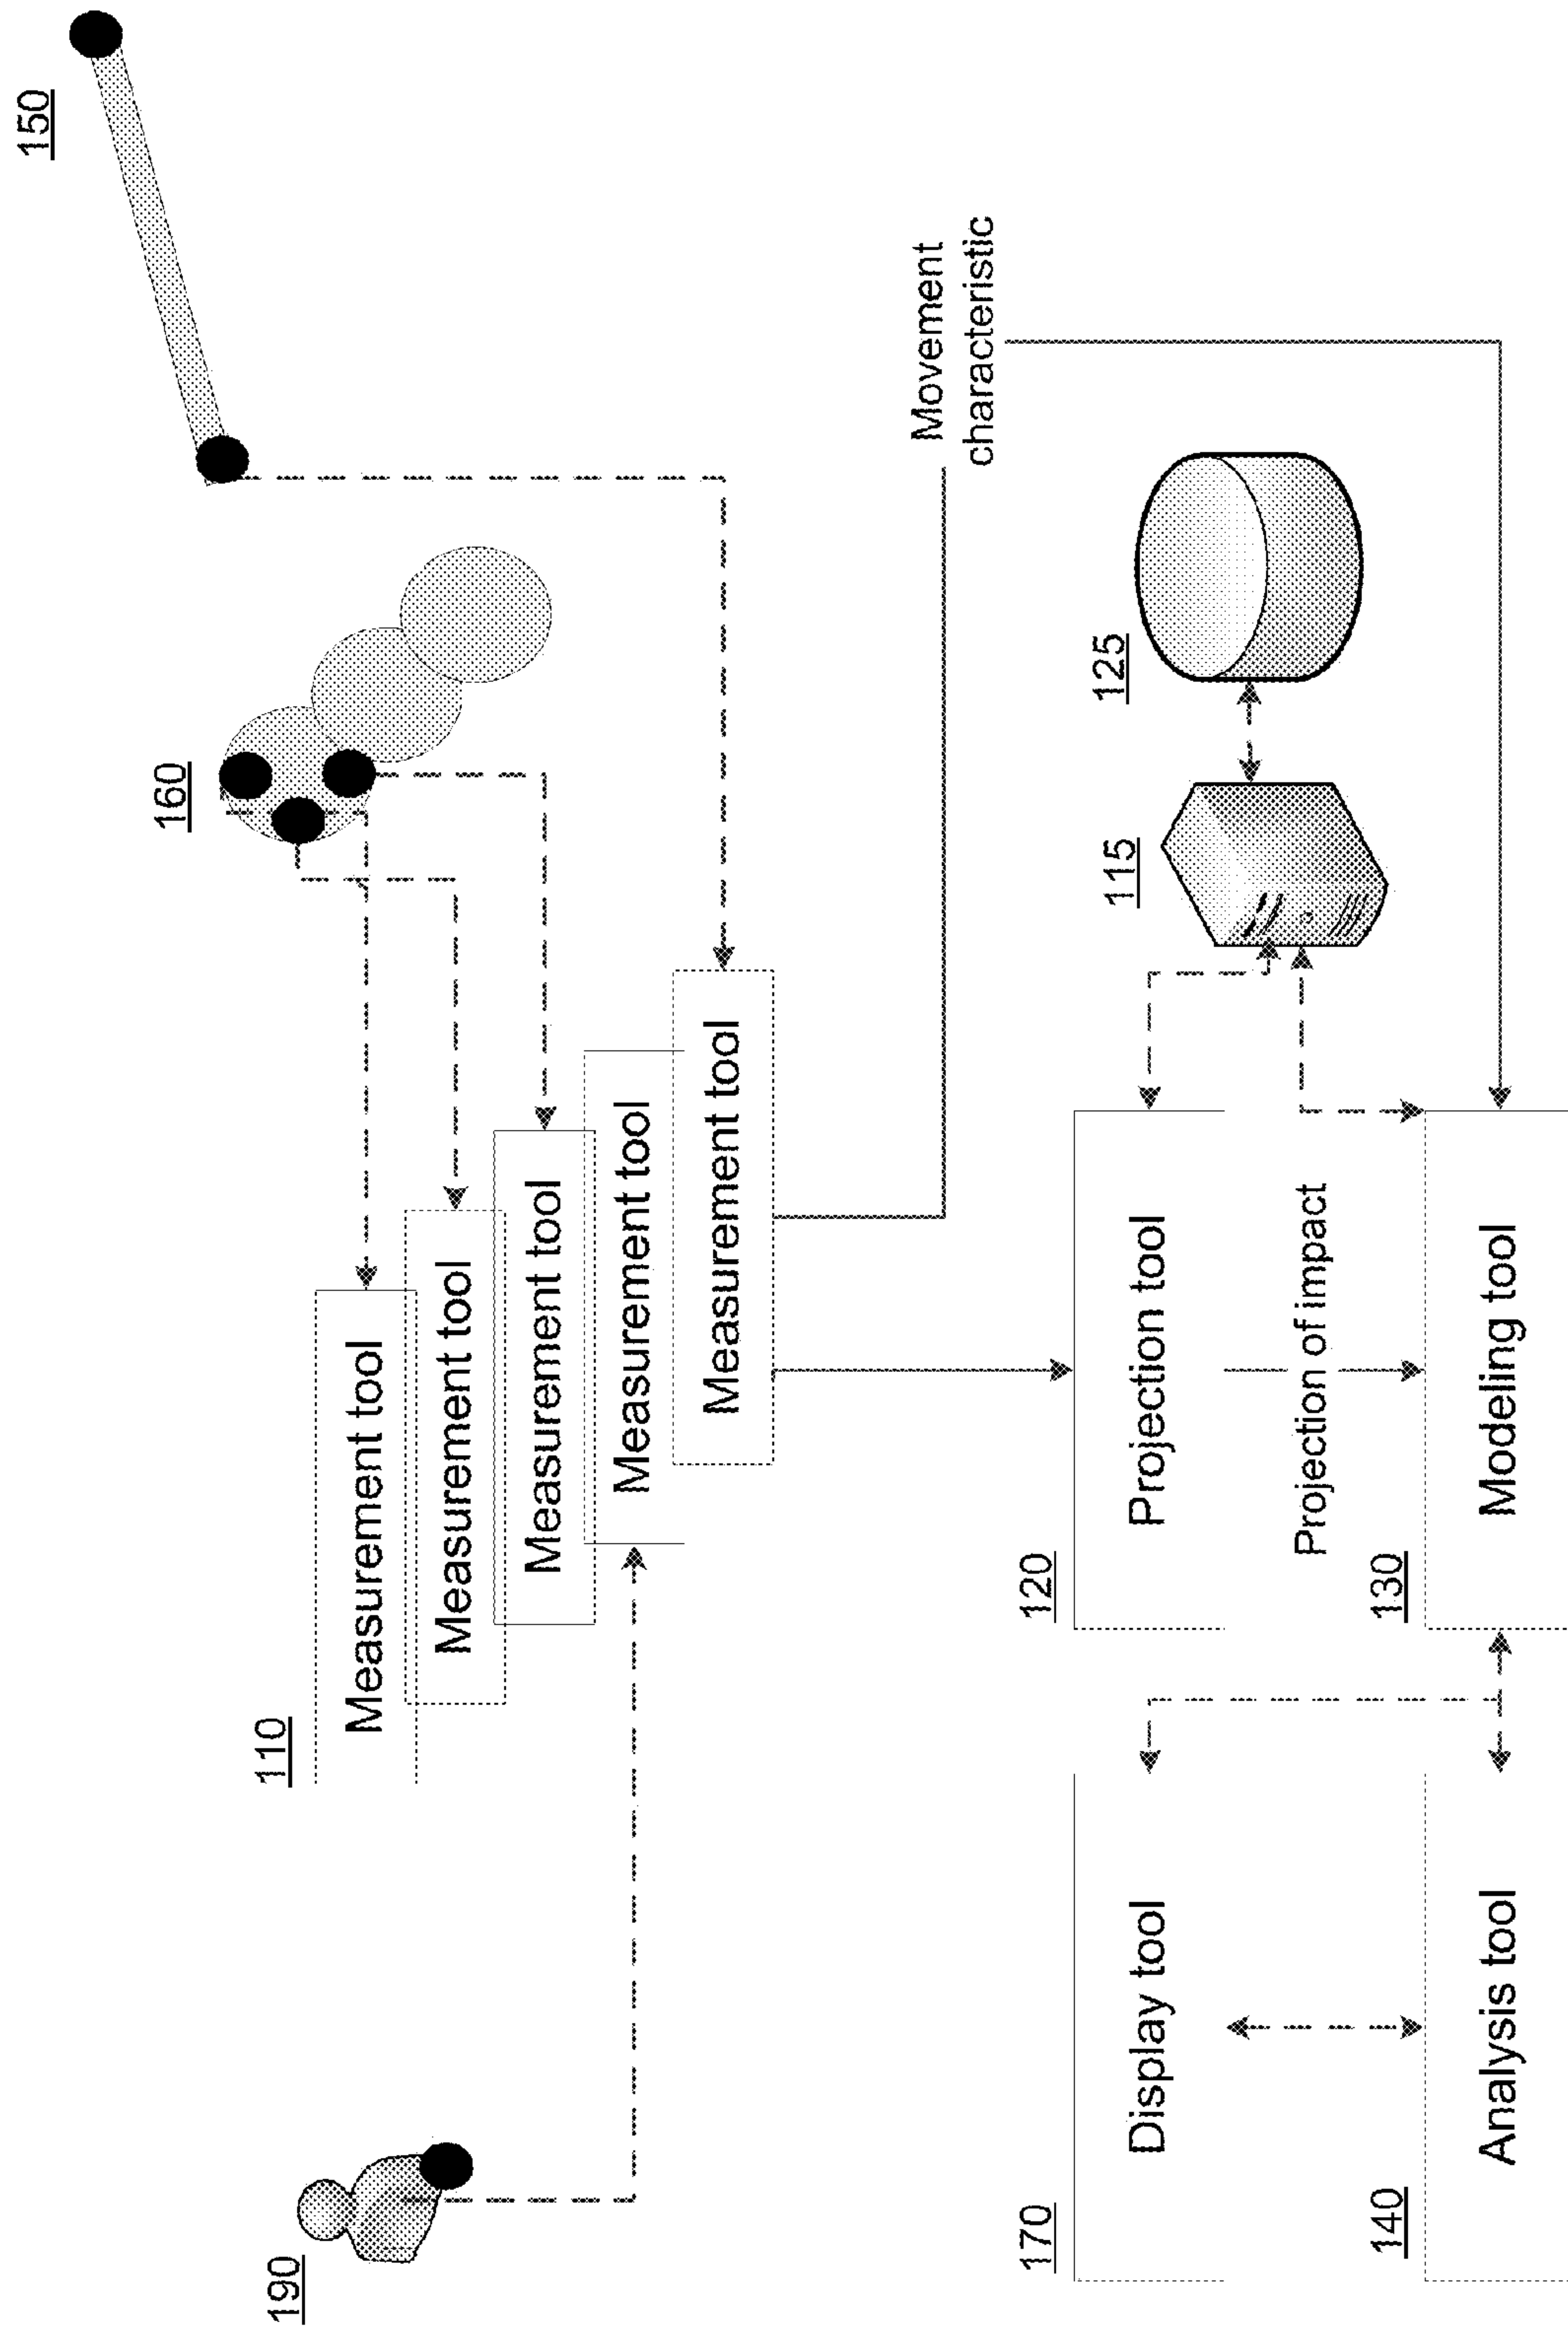 190
110
160
150
Measurement tool
Measurement tool
Measurement tool
Measurement tool
Measurement tool
Movement
characteristic
170
Display tool
120
Projection tool
115
125
Projection of impact
140
Analysis tool
130
Modeling tool